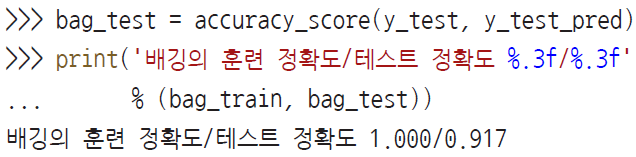 >>> bag_test = accuracy_score(y_test, y_test_pred)
>>> print('배깅의 훈련 정확도/테스트 정확도 %.3f/%.3f'
...     % (bag_train, bag_test))
배깅의 훈련 정확도/테스트 정확도 1.000/0.917